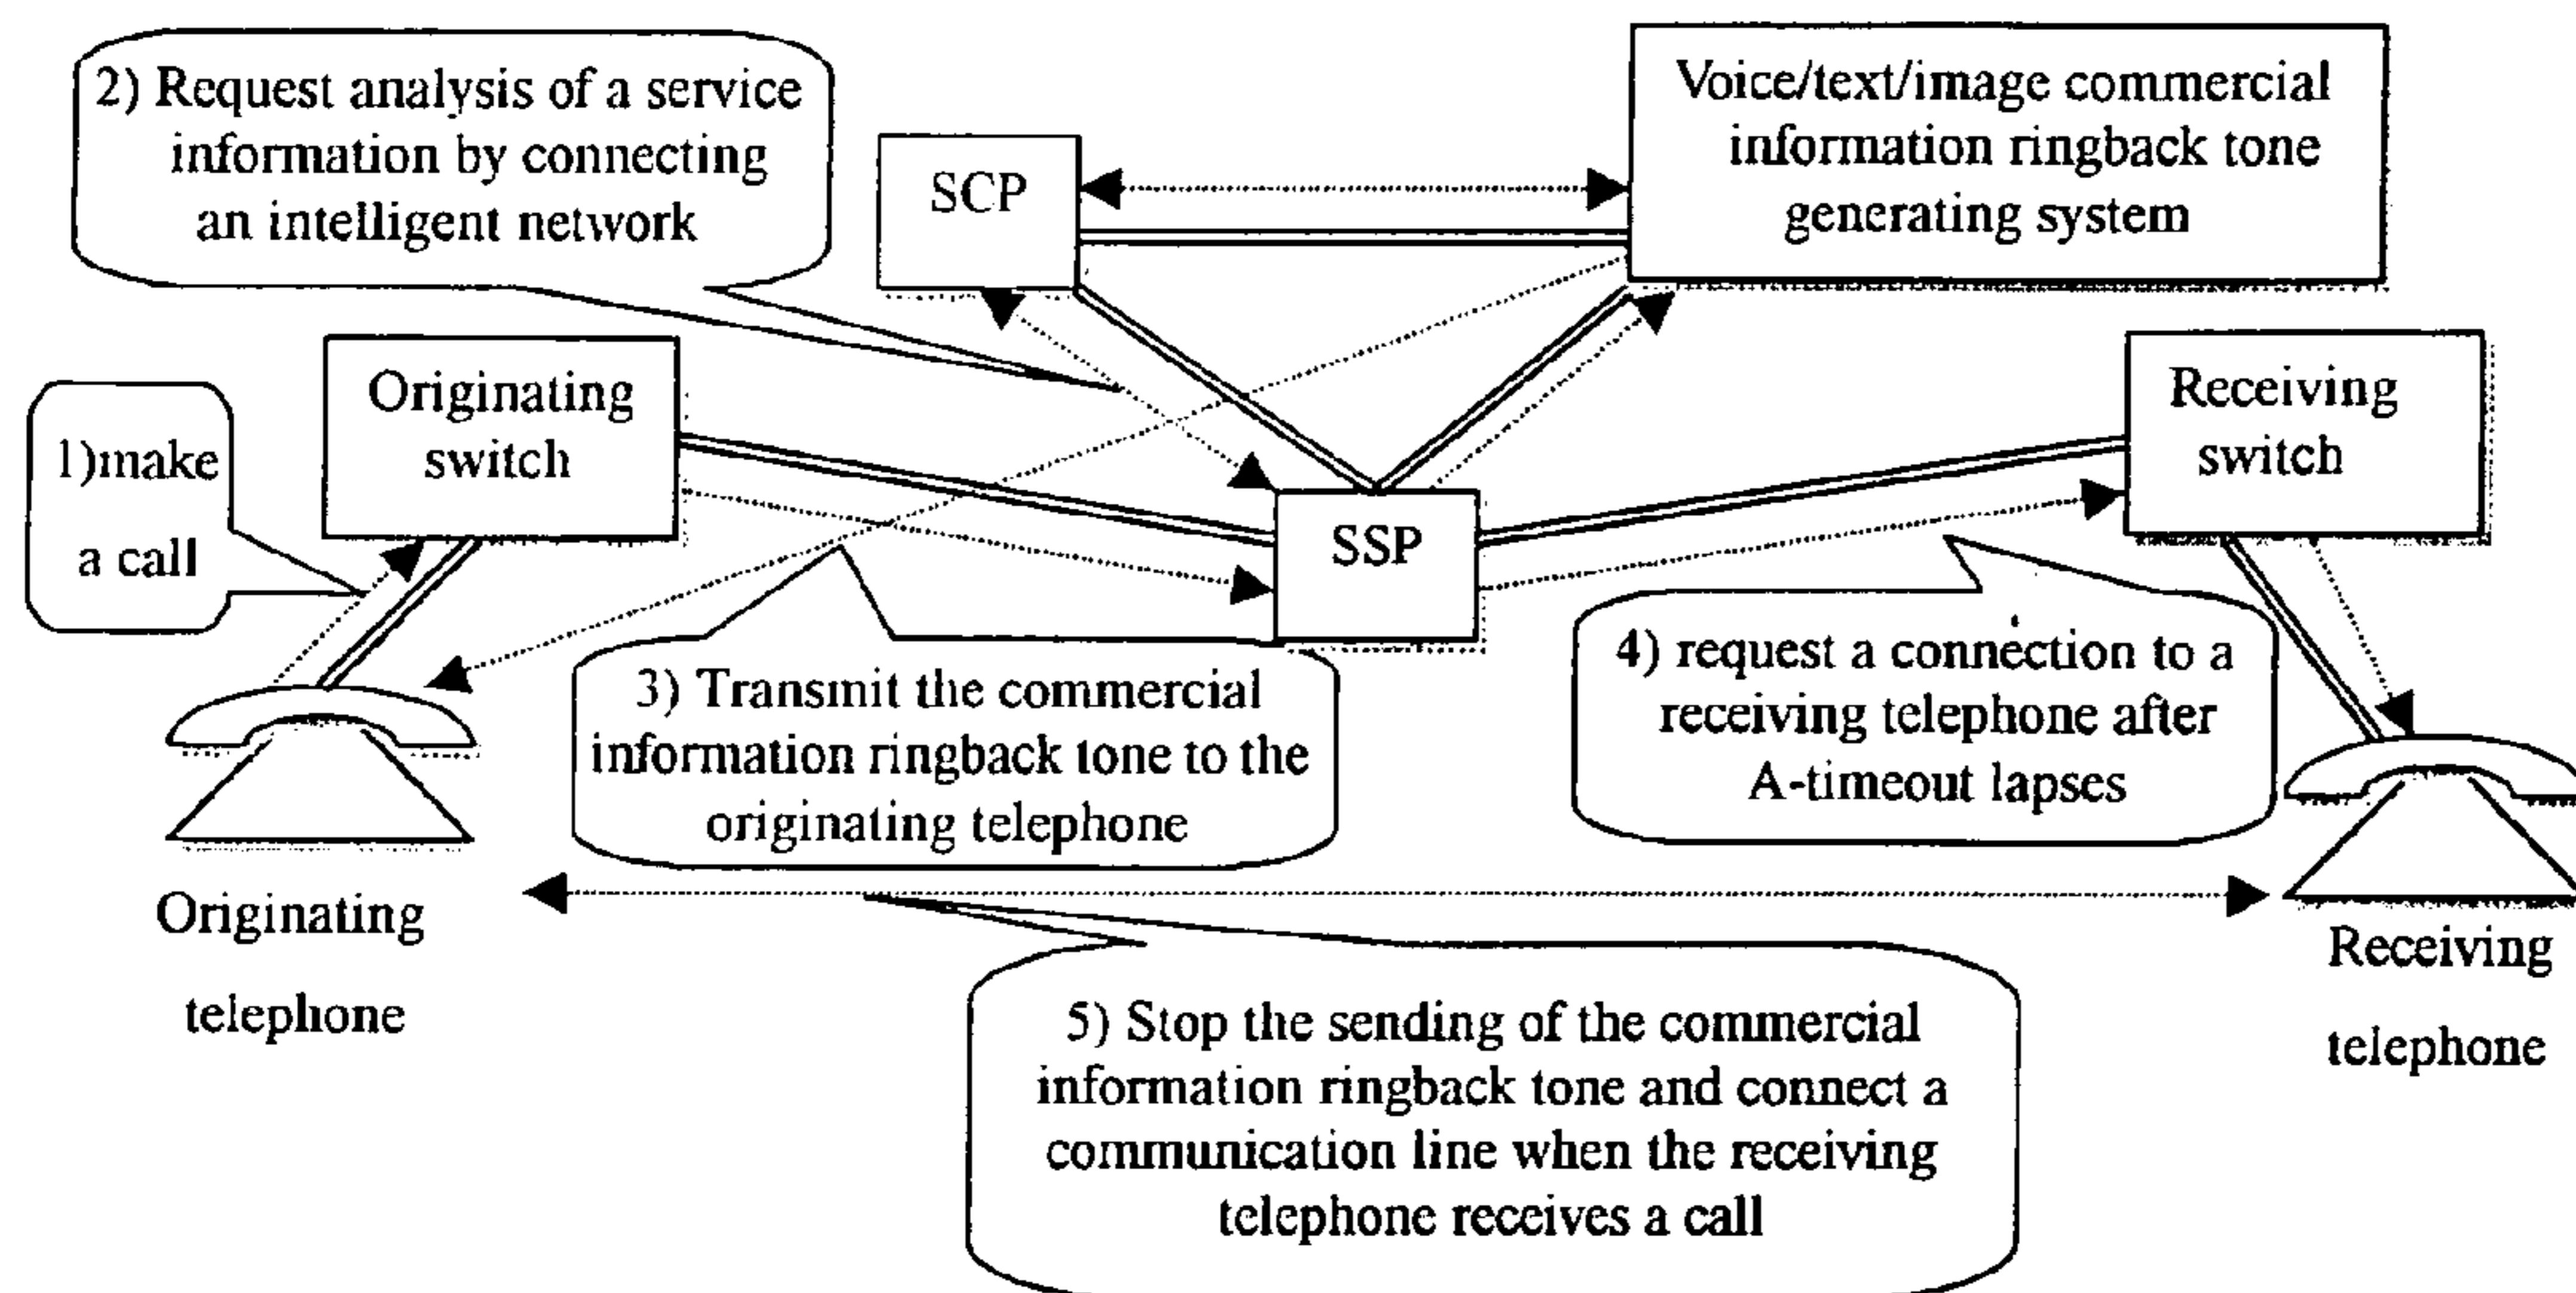 2) Request analysis of a service
information by connecting
an intelligent network
Voice/text/image commercial
information ringback tone
generating system
SCP
Originating
switch
Receiving
switch
1)make
a call
SSP
3) Transmit the commercial
information ringback tone to the
originating telephone
4) request a connection to a
receiving telephone after
A-timeout lapses
Originating
telephone
Receiving
telephone
5) Stop the sending of the commercial
information ringback tone and connect a
communication line when the receiving
telephone receives a call